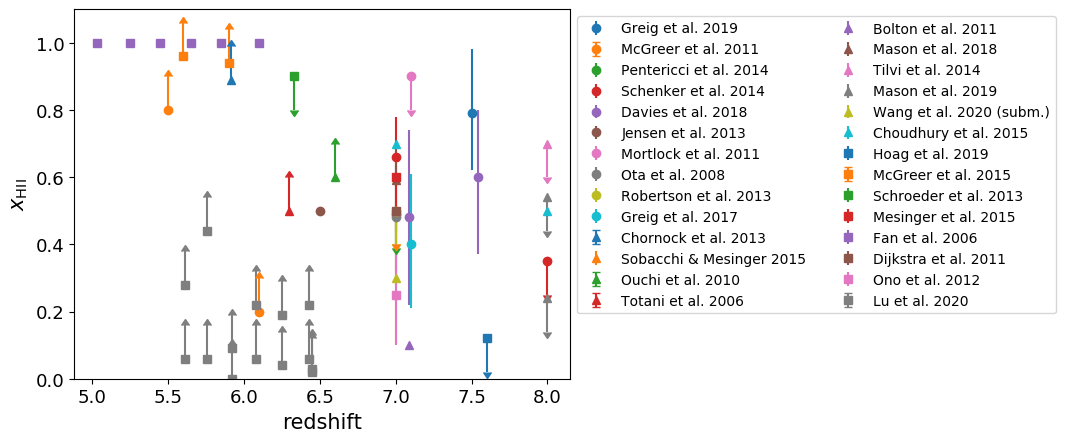 1.0
0.8
0.6
0.4
0.2
0.0
xHII
5.0 5.5 6.0 6.5 7.0 7.5 8.0
redshift
Greig et al. 2019
McGreer et al. 2011
Pentericci et al. 2014
Schenker et al. 2014
Davies et al. 2018
Jensen et al. 2013
Mortlock et al. 2011
Ota et al. 2008
Robertson et al. 2013
Greig et al. 2017
Chornock et al. 2013
Sobacchi & Mesinger 2015
Ouchi et al. 2010
Totani et al. 2006
Bolton et al. 2011
Mason et al. 2018
Tilvi et al. 2014
Mason et al. 2019
Wang et al. 2020 (subm.)
Choudhury et al. 2015
Hoag et al. 2019
McGreer et al. 2015
Schroeder et al. 2013
Mesinger et al. 2015
Fan et al. 2006
Dijkstra et al. 2011
Ono et al. 2012
Lu et al. 2020